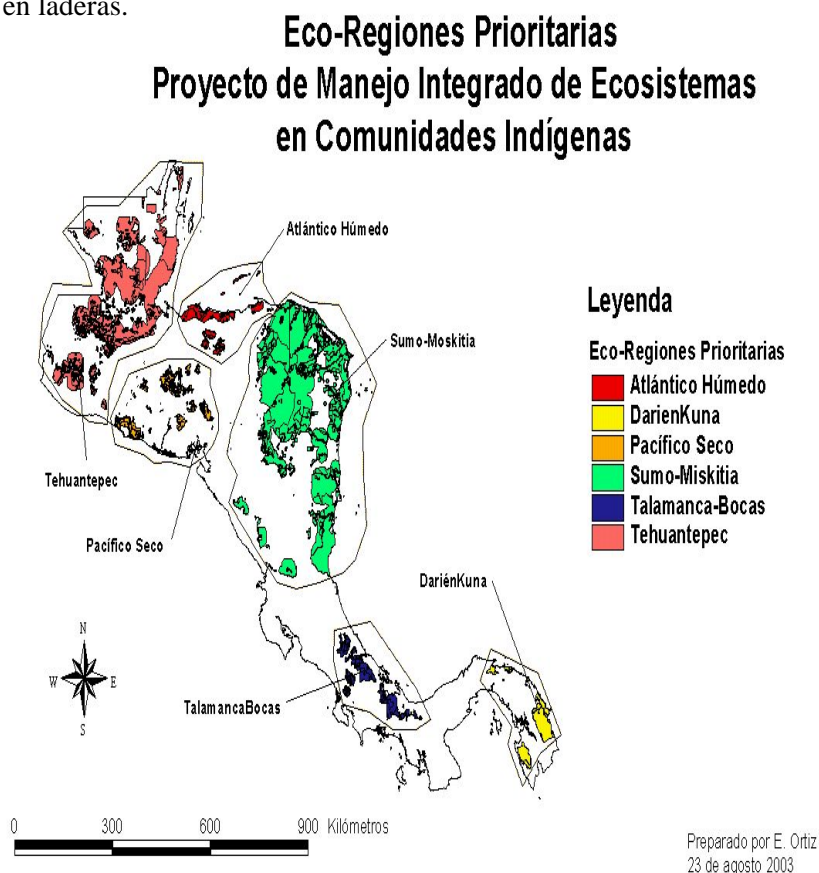 en laderas.
Eco-Regiones Prioritarias
Proyecto de Manejo Integrado de Ecosistemas
en Comunidades Indígenas
Atlántico Húmedo
Sumo-Moskitia
Tehuantepec
Pacífico Seco
DariénKuna
TalamancaBocas
Leyenda
Eco-Regiones Prioritarias
Atlántico Húmedo
DarienKuna
Pacífico Seco
Sumo-Miskitia
Talamanca-Bocas
Tehuantepec
N
W E
S
0 300 600 900 Kilómetros
Preparado por E. Ortiz
23 de agosto 2003